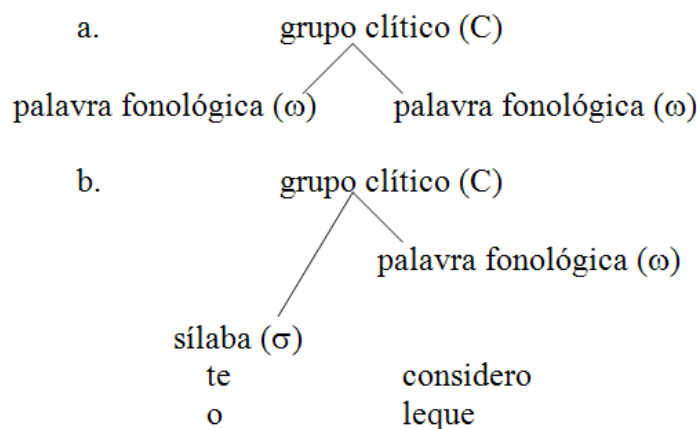 a. grupo clítico (C)
palavra fonológica (ω) palavra fonológica (ω)
b. grupo clítico (C)
palavra fonológica (ω)
sílaba (σ)
te considero
o leque